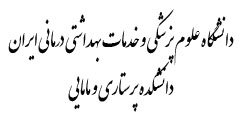 دانشگاه علوم پزشکی و خدمات بهداشتی درمانی ایران
دانشکده پرستاری و مامایی